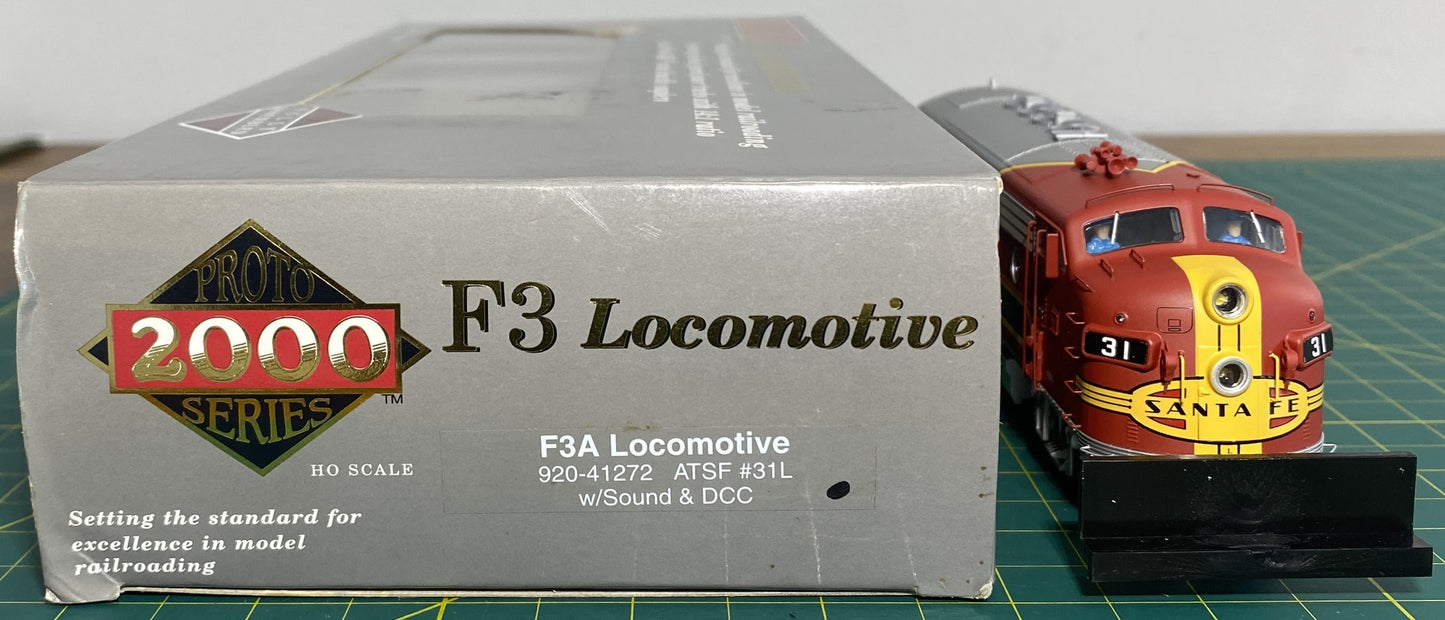 PROTO
2000
SERIES
TM
HO SCALE
F3 Locomotive
F3A Locomotive
920-41272 ATSF #31L
w/Sound & DCC
Setting the standard for
excellence in model
railroading
31
31
SANTA FE
L